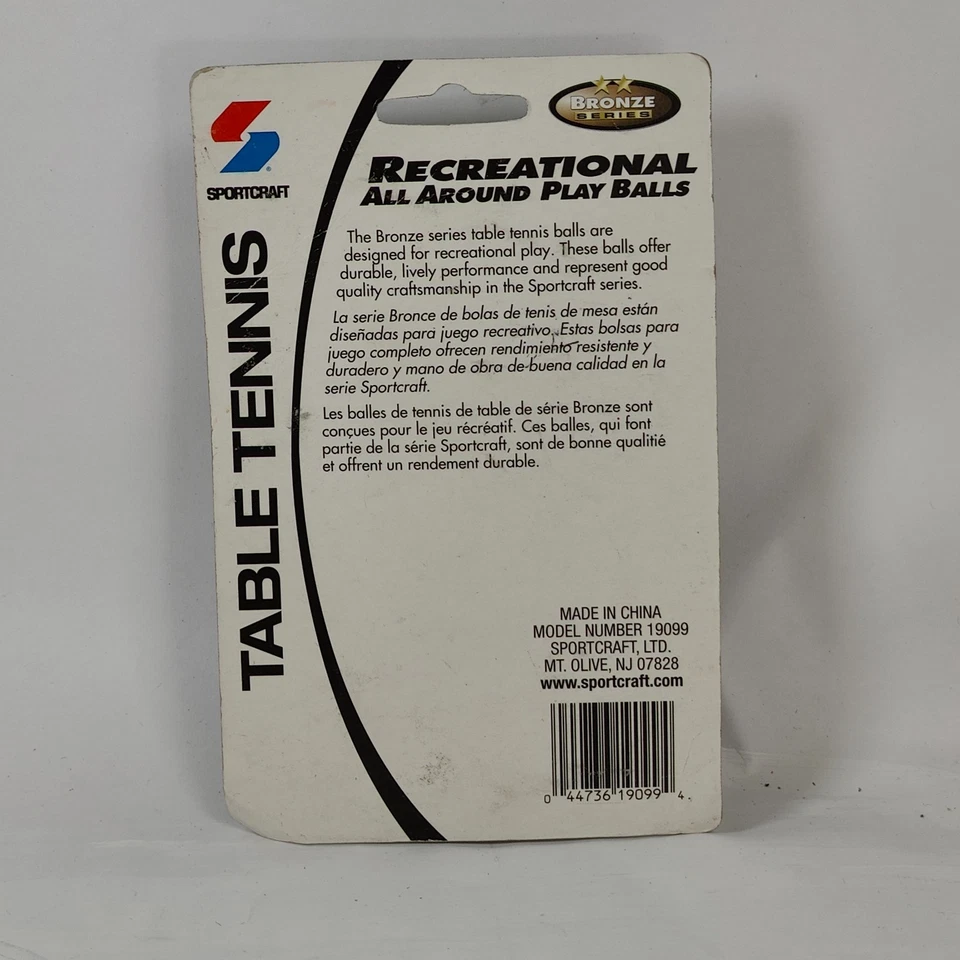 BRONZE
SERIES
SPORTCRAFT
TABLE TENNIS
RECREATIONAL
ALL AROUND PLAY BALLS
The Bronze series table tennis balls are
designed for recreational play. These balls offer
durable, lively performance and represent good
quality craftsmanship in the Sportcraft series.
La serie Bronce de bolas de tenis de mesa están
diseñadas para juego recreativo. Estas bolsas para
juego completo ofrecen rendimiento resistente y
duradero y mano de obra de buena calidad en la
serie Sportcraft.
Les balles de tennis de table de série Bronze sont
conçues pour le jeu récréatif. Ces balles, qui font
partie de la série Sportcraft, sont de bonne qualitié
et offrent un rendement durable.
MADE IN CHINA
MODEL NUMBER 19099
SPORTCRAFT, LTD.
MT. OLIVE, NJ 07828
www.sportcraft.com
0 44736 19099 4